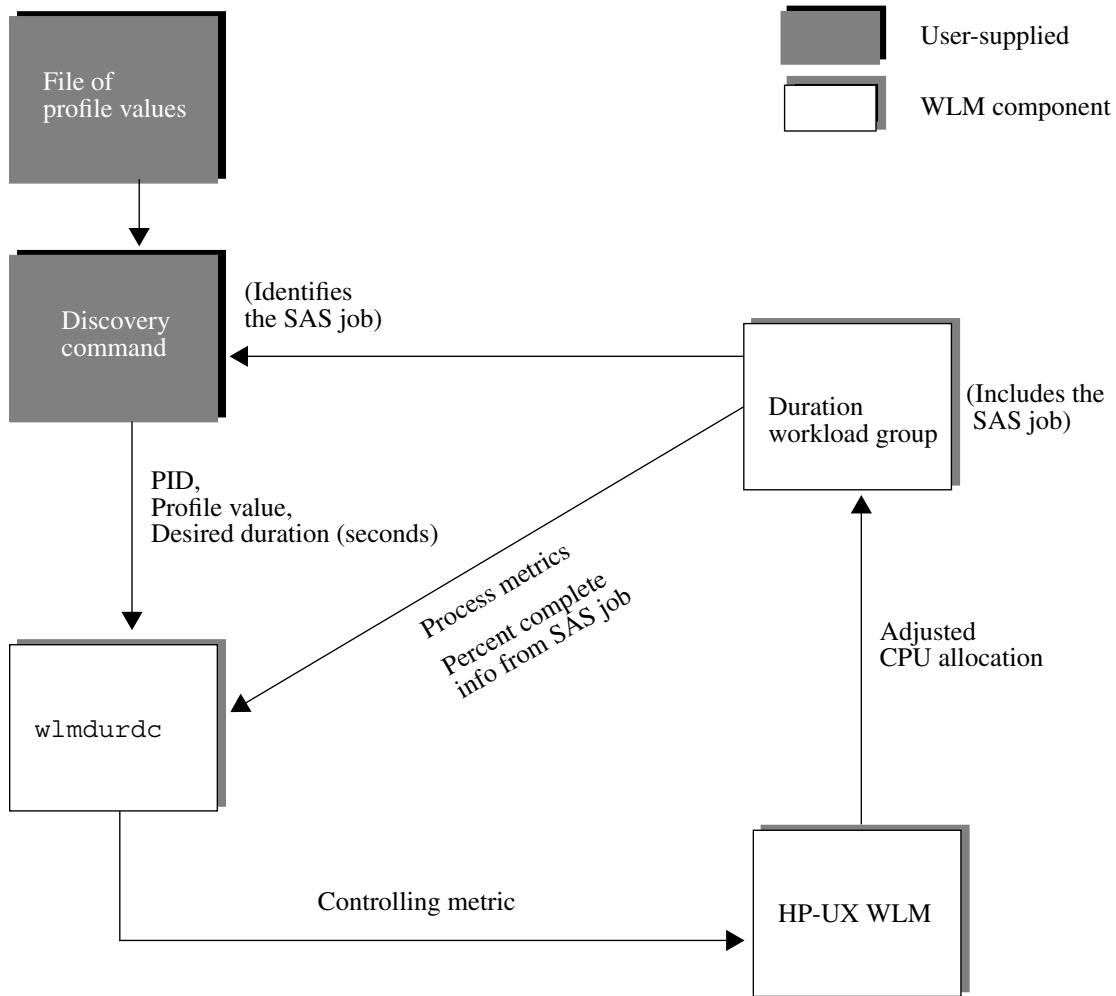 File of
profile values
User-supplied
WLM component
Discovery
command
(Identifies
the SAS job)
Duration
workload group
(Includes the
SAS job)
PID,
Profile value,
Desired duration (seconds)
Process metrics
Percent complete
info from SAS job
Adjusted
CPU allocation
wlmdurdc
Controlling metric
HP-UX WLM